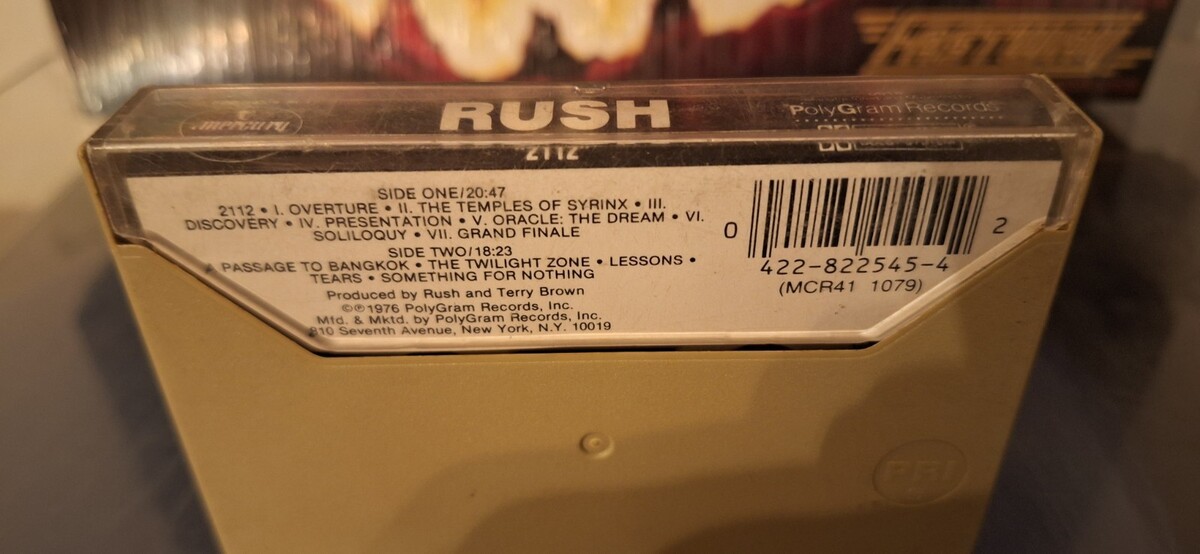 FASTWAY
mercury
RUSH
PolyGram Records
2112
SIDE ONE/20:47
2112 • I. OVERTURE • II. THE TEMPLES OF SYRINX • III.
DISCOVERY • IV. PRESENTATION • V. ORACLE: THE DREAM • VI.
SOLILOQUY • VII. GRAND FINALE
SIDE TWO/18:23
PASSAGE TO BANGKOK • THE TWILIGHT ZONE • LESSONS •
TEARS • SOMETHING FOR NOTHING
Produced by Rush and Terry Brown
©℗1976 PolyGram Records, Inc.
Mfd. & Mktd. by PolyGram Records, Inc.
810 Seventh Avenue, New York, N.Y. 10019
0 2
422-822545-4
(MCR41 1079)
PRI